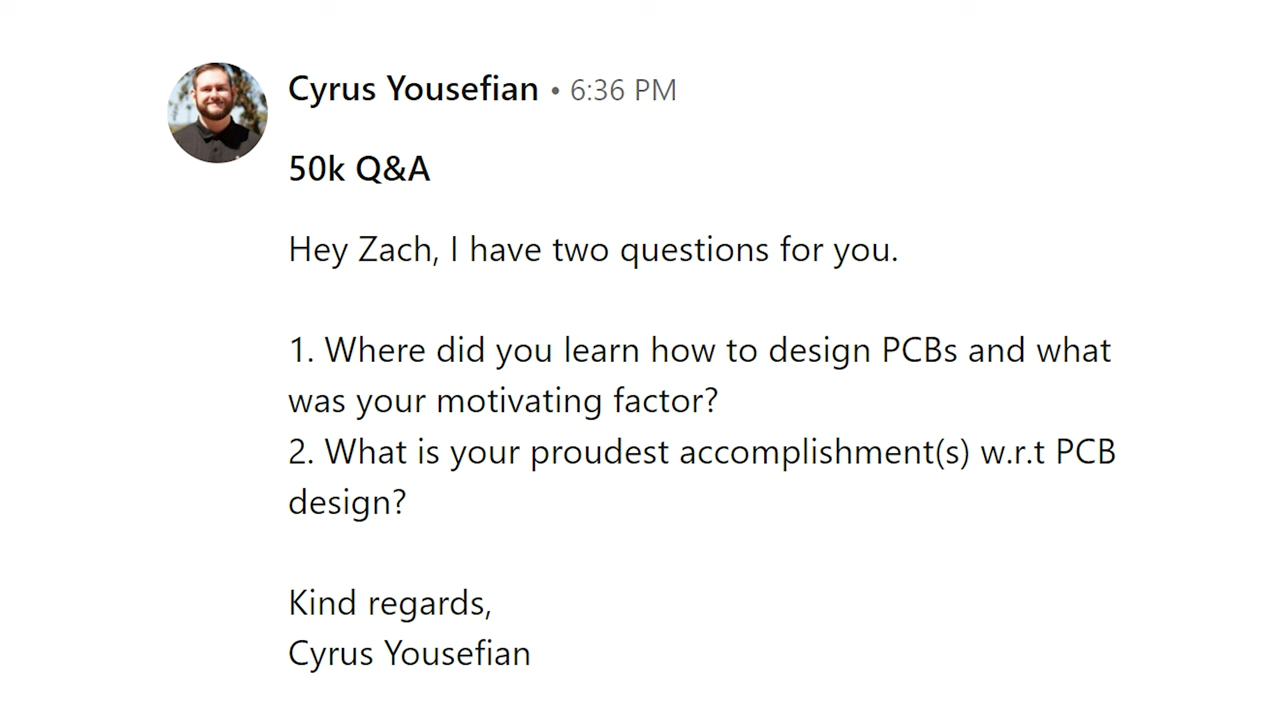 Cyrus Yousefian • 6:36 PM
50k Q&A
Hey Zach, I have two questions for you.
1. Where did you learn how to design PCBs and what
was your motivating factor?
2. What is your proudest accomplishment(s) w.r.t PCB
design?
Kind regards,
Cyrus Yousefian